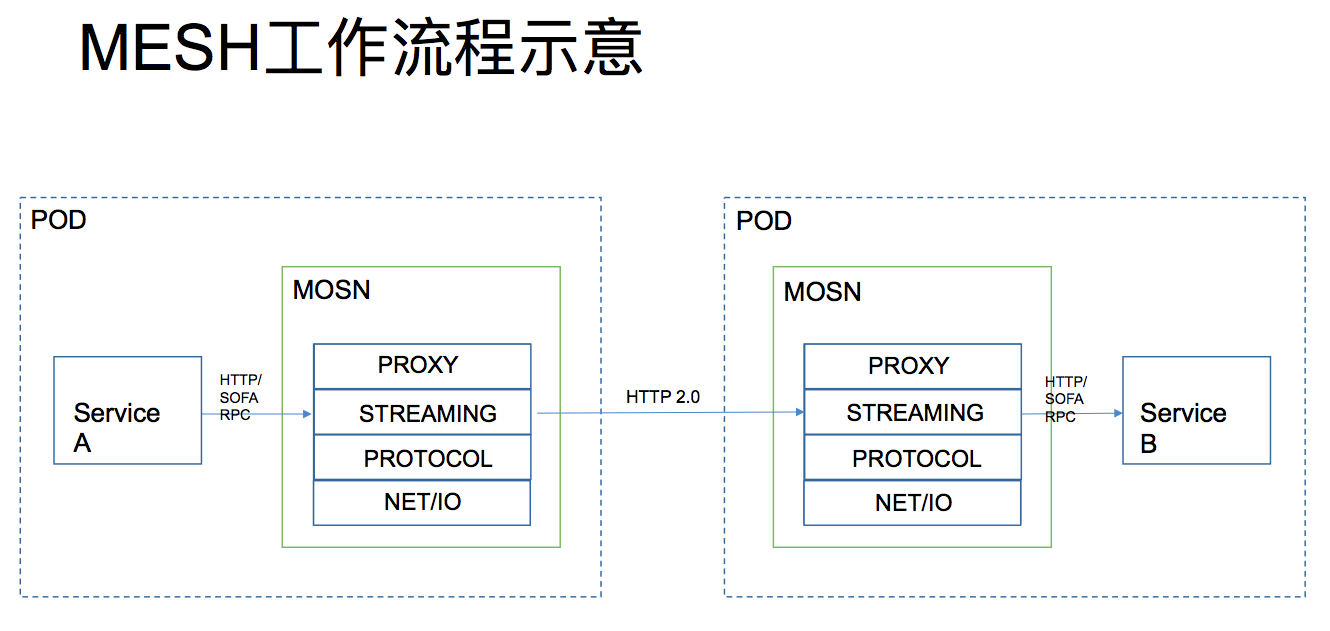 MESH工作流程示意
POD
MOSN
Service
A
HTTP/
SOFA
RPC
PROXY
STREAMING
PROTOCOL
NET/IO
HTTP 2.0
POD
MOSN
PROXY
STREAMING
PROTOCOL
NET/IO
HTTP/
SOFA
RPC
Service
B